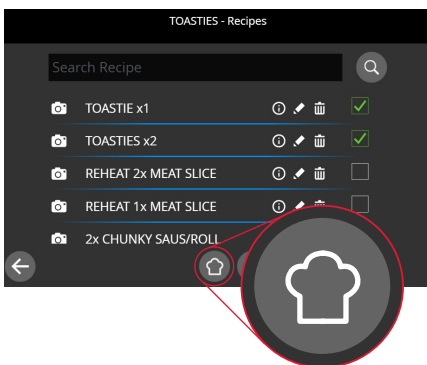 TOASTIES - Recipes
Search Recipe
TOASTIE x1
TOASTIES x2
REHEAT 2x MEAT SLICE
REHEAT 1x MEAT SLICE
2x CHUNKY SAUS/ROLL